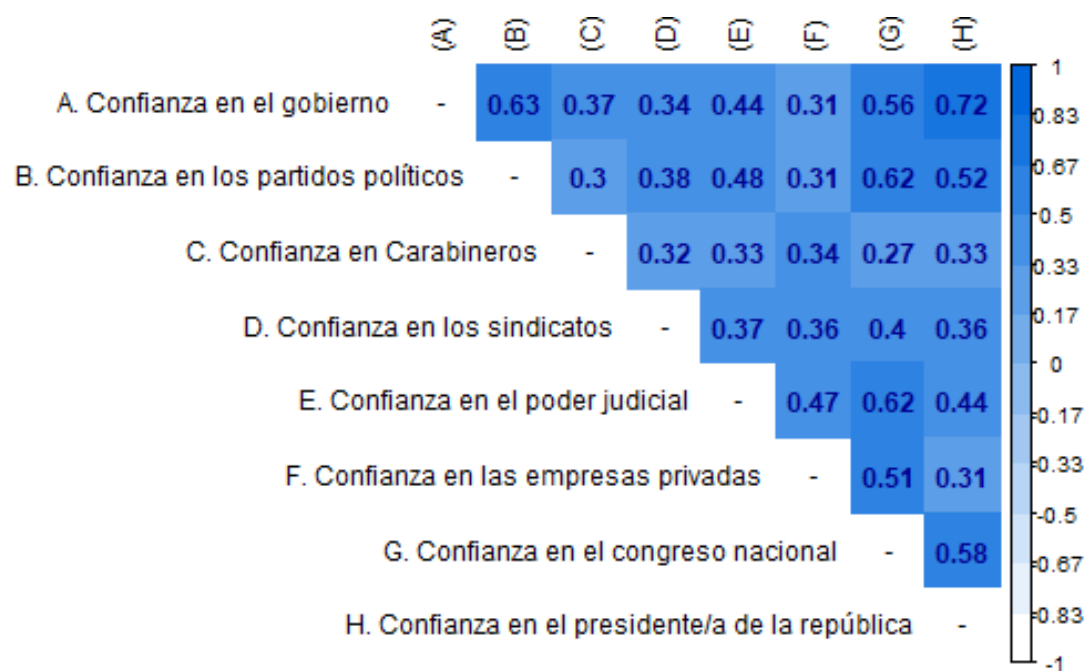 (A) (B) (C) (D) (E) (F) (G) (H)
A. Confianza en el gobierno - 0.63 0.37 0.34 0.44 0.31 0.56 0.72
B. Confianza en los partidos políticos - 0.3 0.38 0.48 0.31 0.62 0.52
C. Confianza en Carabineros - 0.32 0.33 0.34 0.27 0.33
D. Confianza en los sindicatos - 0.37 0.36 0.4 0.36
E. Confianza en el poder judicial - 0.47 0.62 0.44
F. Confianza en las empresas privadas - 0.51 0.31
G. Confianza en el congreso nacional - 0.58
H. Confianza en el presidente/a de la república -
1
0.83
0.67
0.5
0.33
0.17
0
-0.17
-0.33
-0.5
-0.67
-0.83
-1